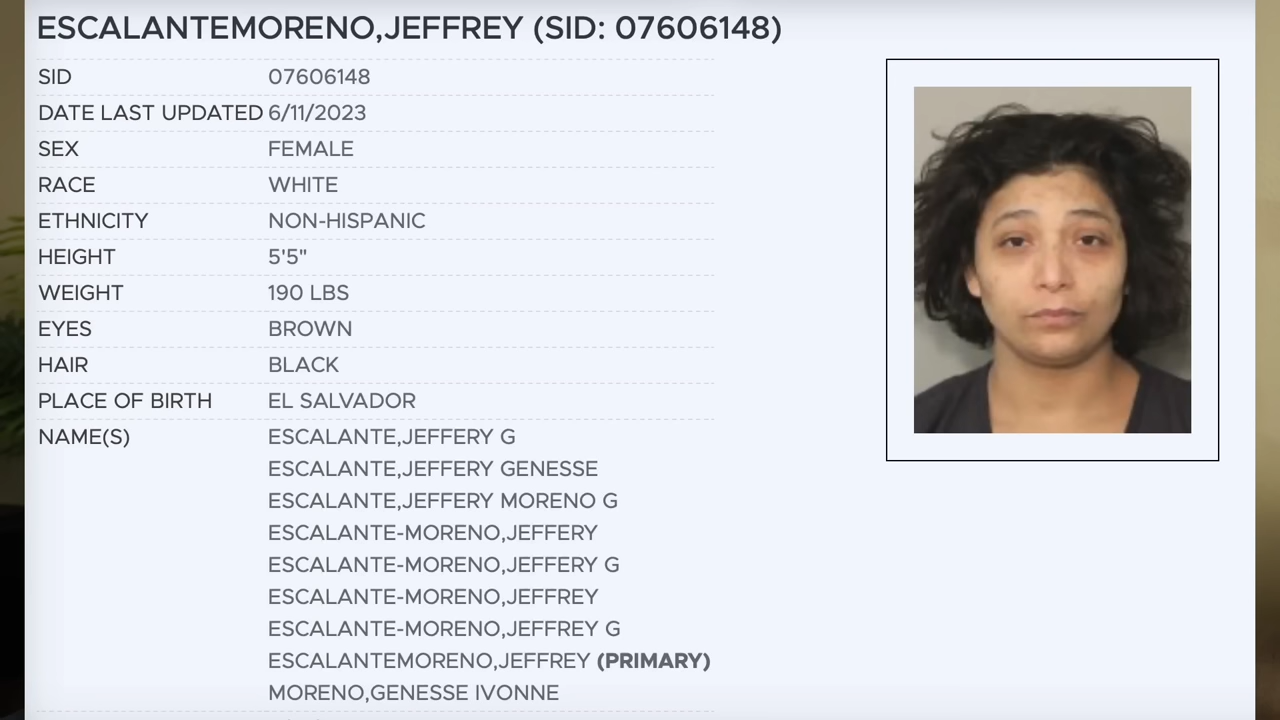 ESCALANTEMORENO,JEFFREY (SID: 07606148)
SID 07606148
DATE LAST UPDATED 6/11/2023
SEX FEMALE
RACE WHITE
ETHNICITY NON-HISPANIC
HEIGHT 5'5"
WEIGHT 190 LBS
EYES BROWN
HAIR BLACK
PLACE OF BIRTH EL SALVADOR
NAME(S) ESCALANTE,JEFFERY G
ESCALANTE,JEFFERY GENESSE
ESCALANTE,JEFFERY MORENO G
ESCALANTE-MORENO,JEFFERY
ESCALANTE-MORENO,JEFFERY G
ESCALANTE-MORENO,JEFFREY
ESCALANTE-MORENO,JEFFREY G
ESCALANTEMORENO,JEFFREY (PRIMARY)
MORENO,GENESSE IVONNE